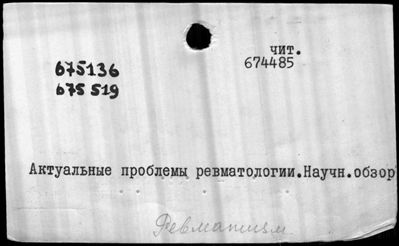 чит.
674485
675136
675519
Актуальные проблемы ревматологии.Научн.обзор
Ревматизм